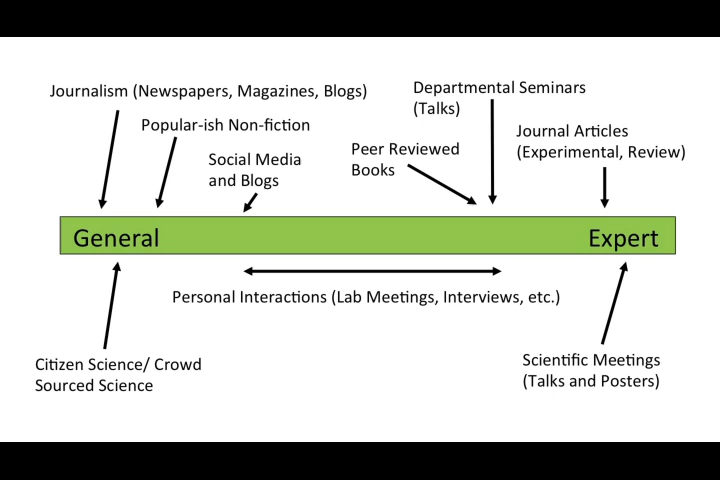 Journalism (Newspapers, Magazines, Blogs)
Departmental Seminars
(Talks)
Popular-ish Non-fiction
Journal Articles
(Experimental, Review)
Social Media
and Blogs
Peer Reviewed
Books
General
Expert
Personal Interactions (Lab Meetings, Interviews, etc.)
Citizen Science/ Crowd
Sourced Science
Scientific Meetings
(Talks and Posters)